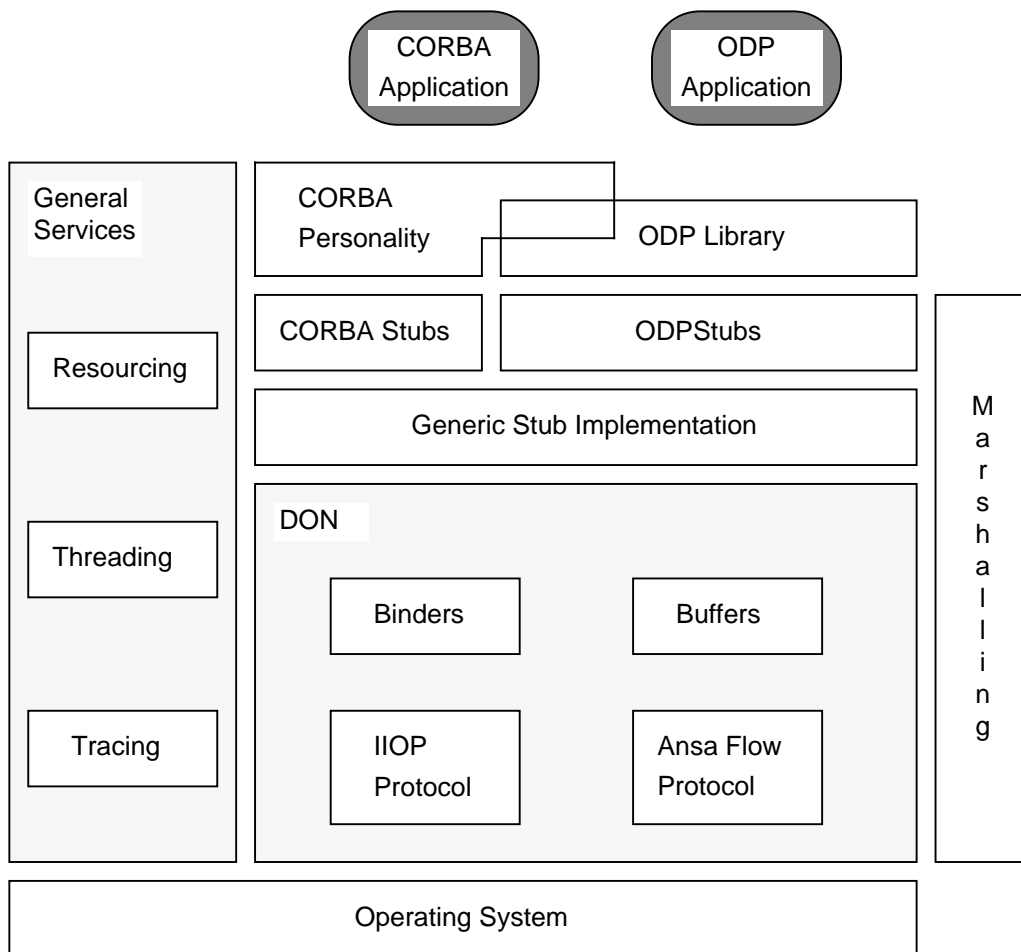 CORBA
Application
ODP
Application
General
Services
CORBA
Personality
ODP Library
CORBA Stubs
ODPStubs
Resourcing
Generic Stub Implementation
Marshalling
DON
Threading
Binders
Buffers
Tracing
IIOP
Protocol
Ansa Flow
Protocol
Operating System